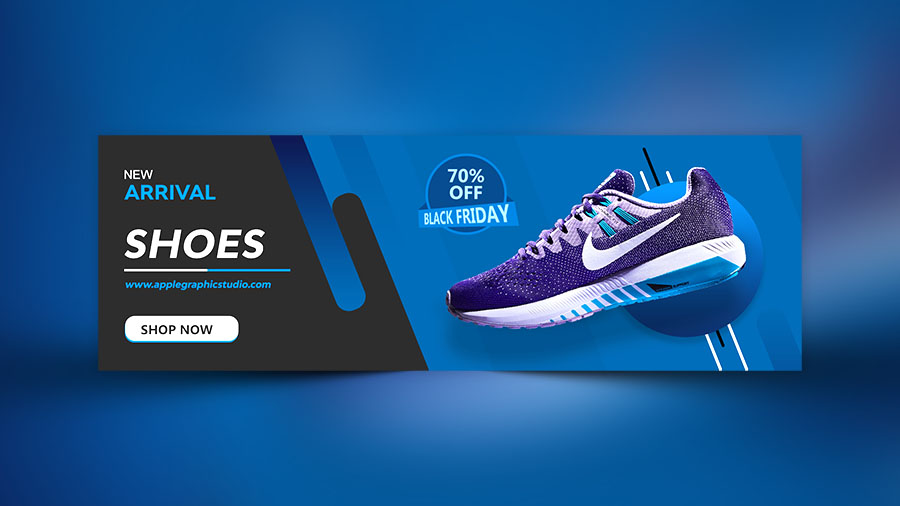 NEW
ARRIVAL
SHOES
www.applegraphicstudio.com
SHOP NOW
70%
OFF
BLACK FRIDAY